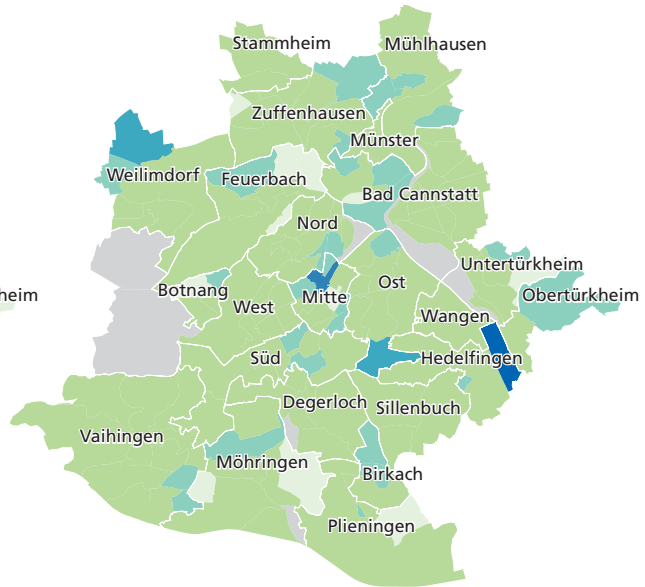 Stammheim
Mühlhausen
Zuffenhausen
Münster
Weilimdorf
Feuerbach
Bad Cannstatt
Nord
Untertürkheim
heim
Botnang
West
Mitte
Ost
Obertürkheim
Wangen
Süd
Hedelfingen
Degerloch
Sillenbuch
Vaihingen
Möhringen
Birkach
Plieningen